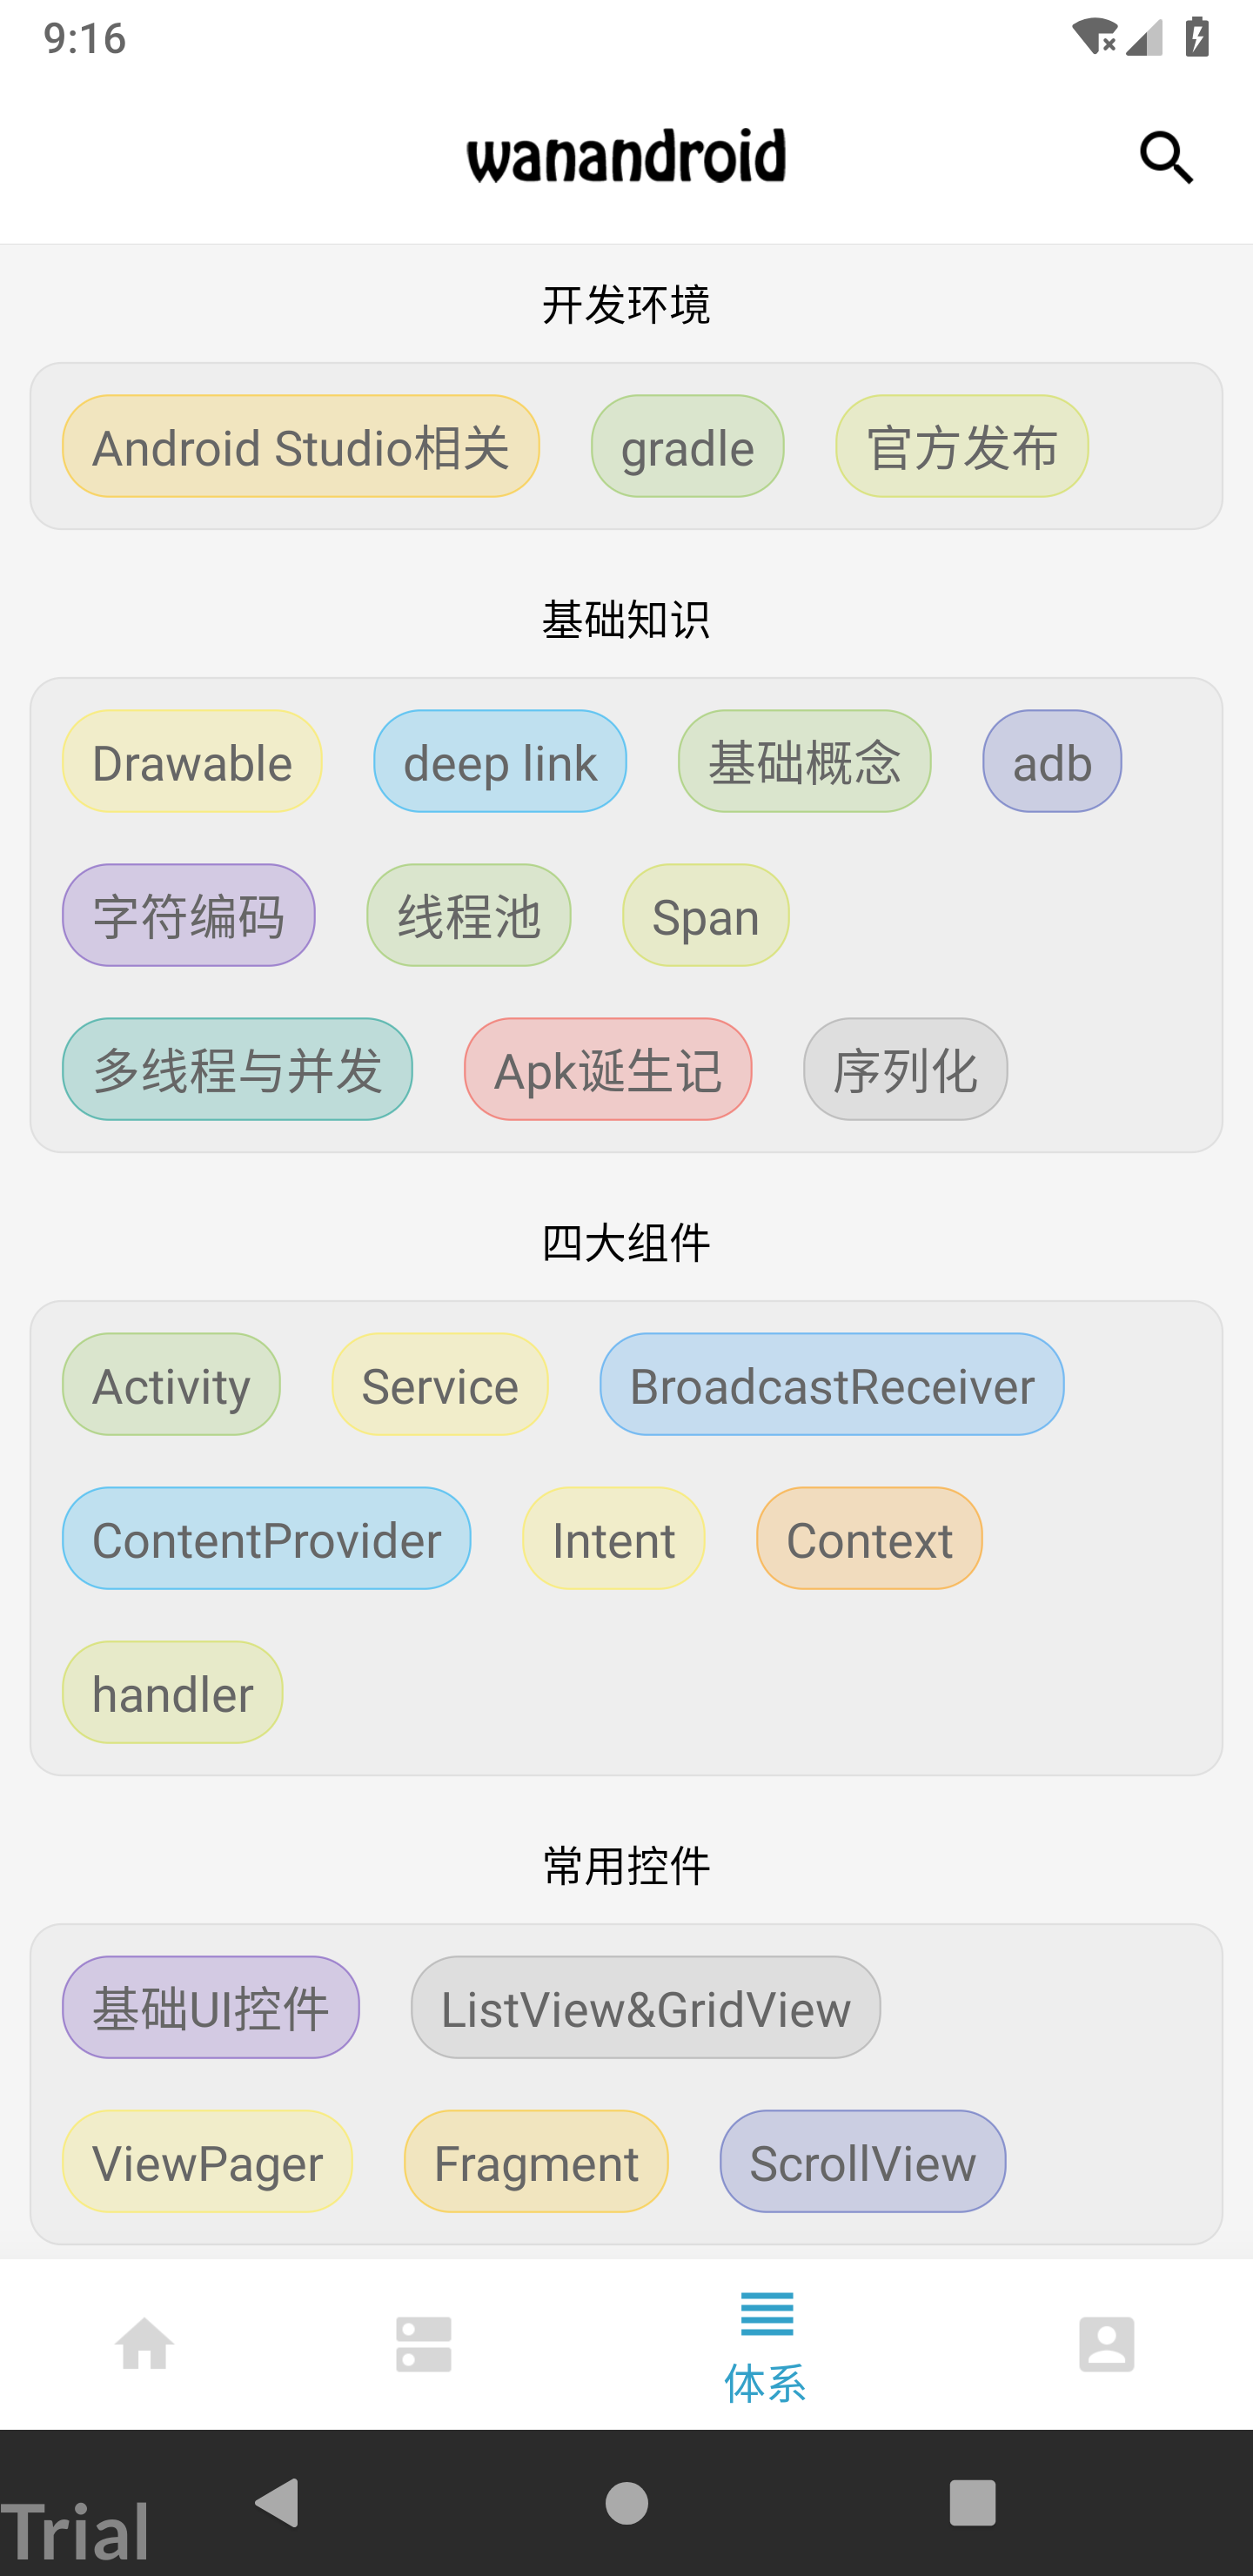 9:16
wanandroid
开发环境
Android Studio相关 gradle 官方发布
基础知识
Drawable deep link 基础概念 adb
字符编码 线程池 Span
多线程与并发 Apk诞生记 序列化
四大组件
Activity Service BroadcastReceiver
ContentProvider Intent Context
handler
常用控件
基础UI控件 ListView&GridView
ViewPager Fragment ScrollView
体系
Trial